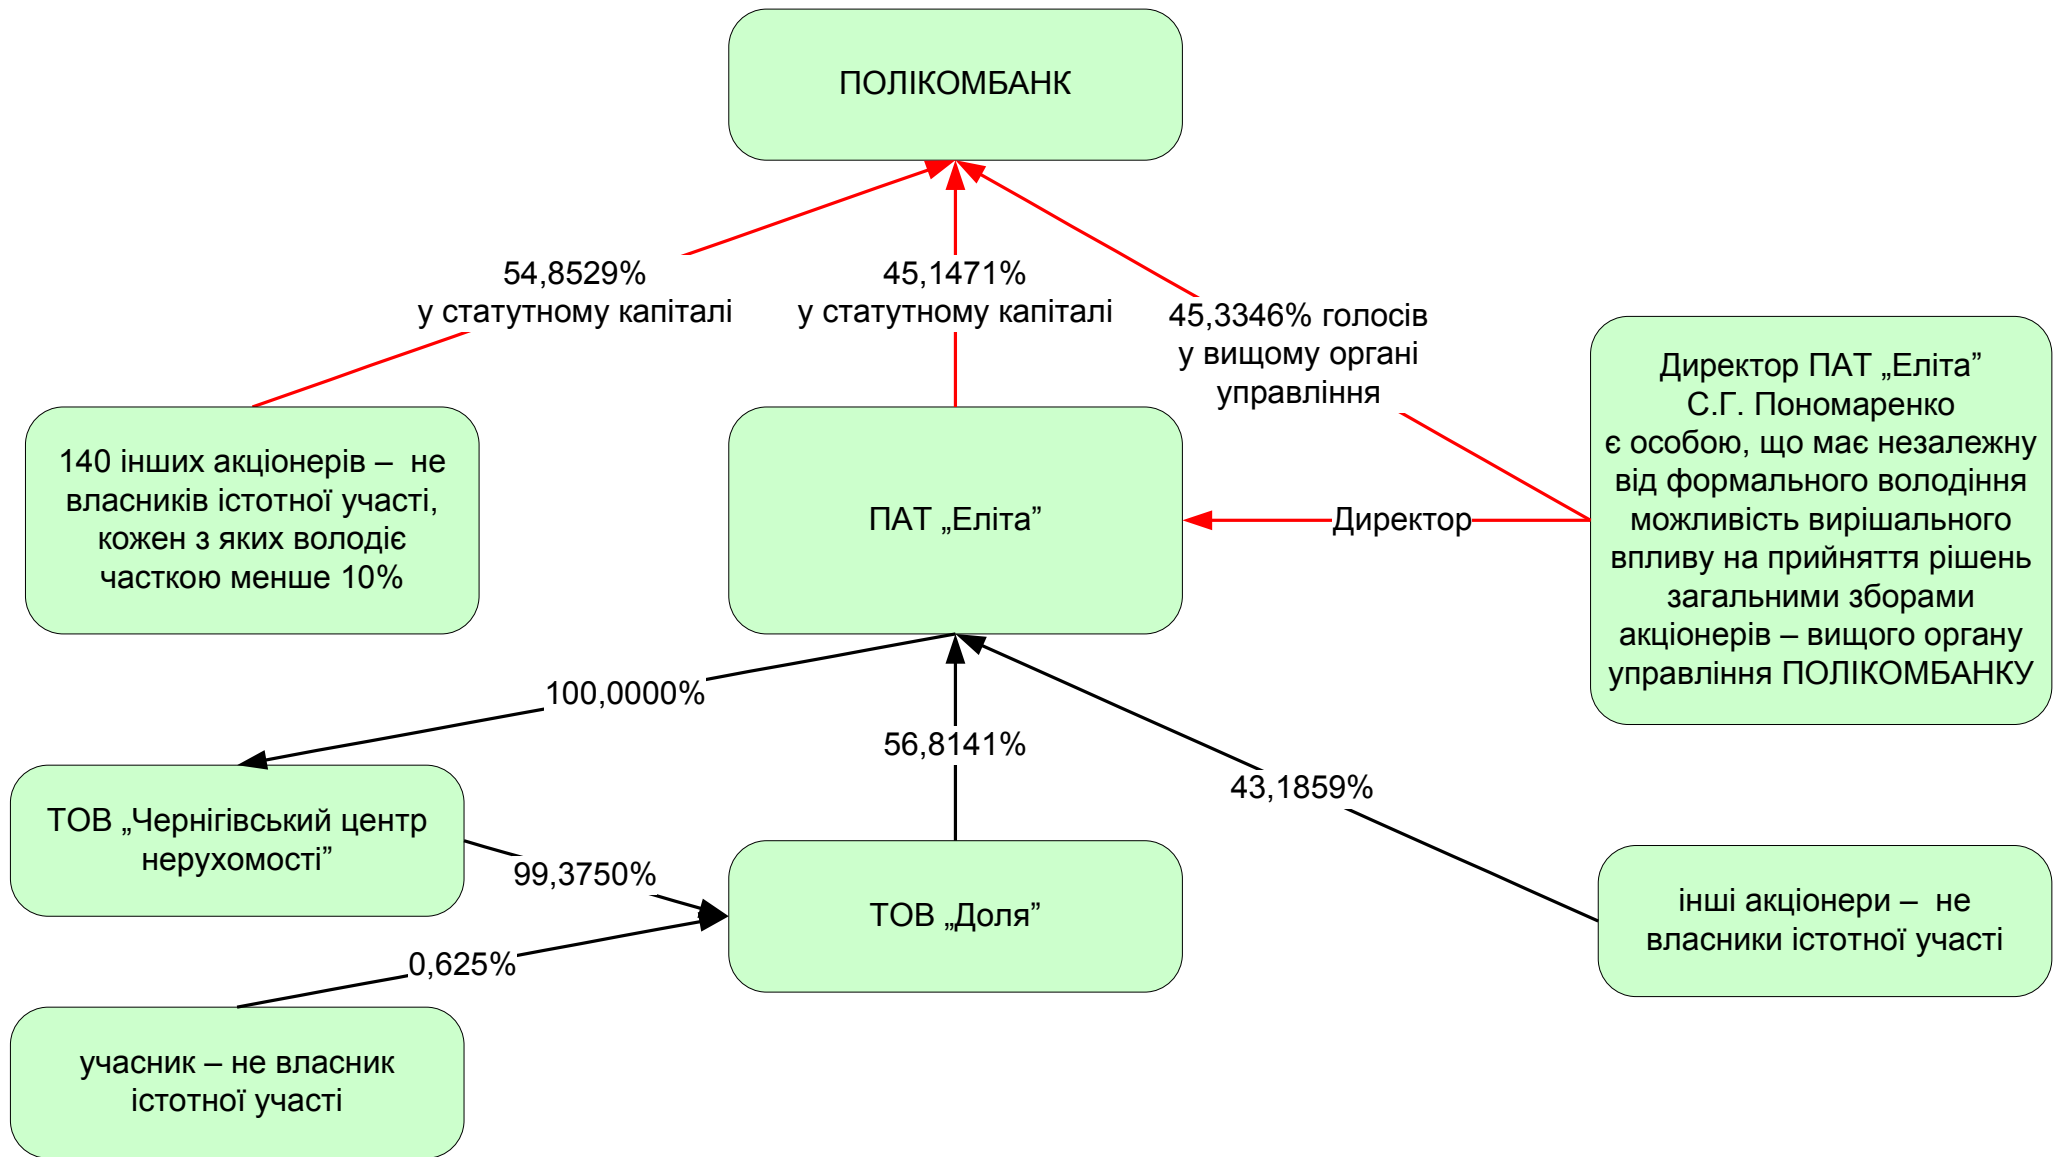 ПОЛІКОМБАНК
54,8529%
у статутному капіталі
45,1471%
у статутному капіталі
45,3346% голосів
у вищому органі
управління
140 інших акціонерів –  не
власників істотної участі,
кожен з яких володіє
часткою менше 10%
ПАТ „Еліта”
Директор
Директор ПАТ „Еліта”
С.Г. Пономаренко
є особою, що має незалежну
від формального володіння
можливість вирішального
впливу на прийняття рішень
загальними зборами
акціонерів – вищого органу
управління ПОЛІКОМБАНКУ
100,0000%
56,8141%
43,1859%
ТОВ „Чернігівський центр
нерухомості”
99,3750%
ТОВ „Доля”
інші акціонери –  не
власники істотної участі
0,625%
учасник – не власник
істотної участі